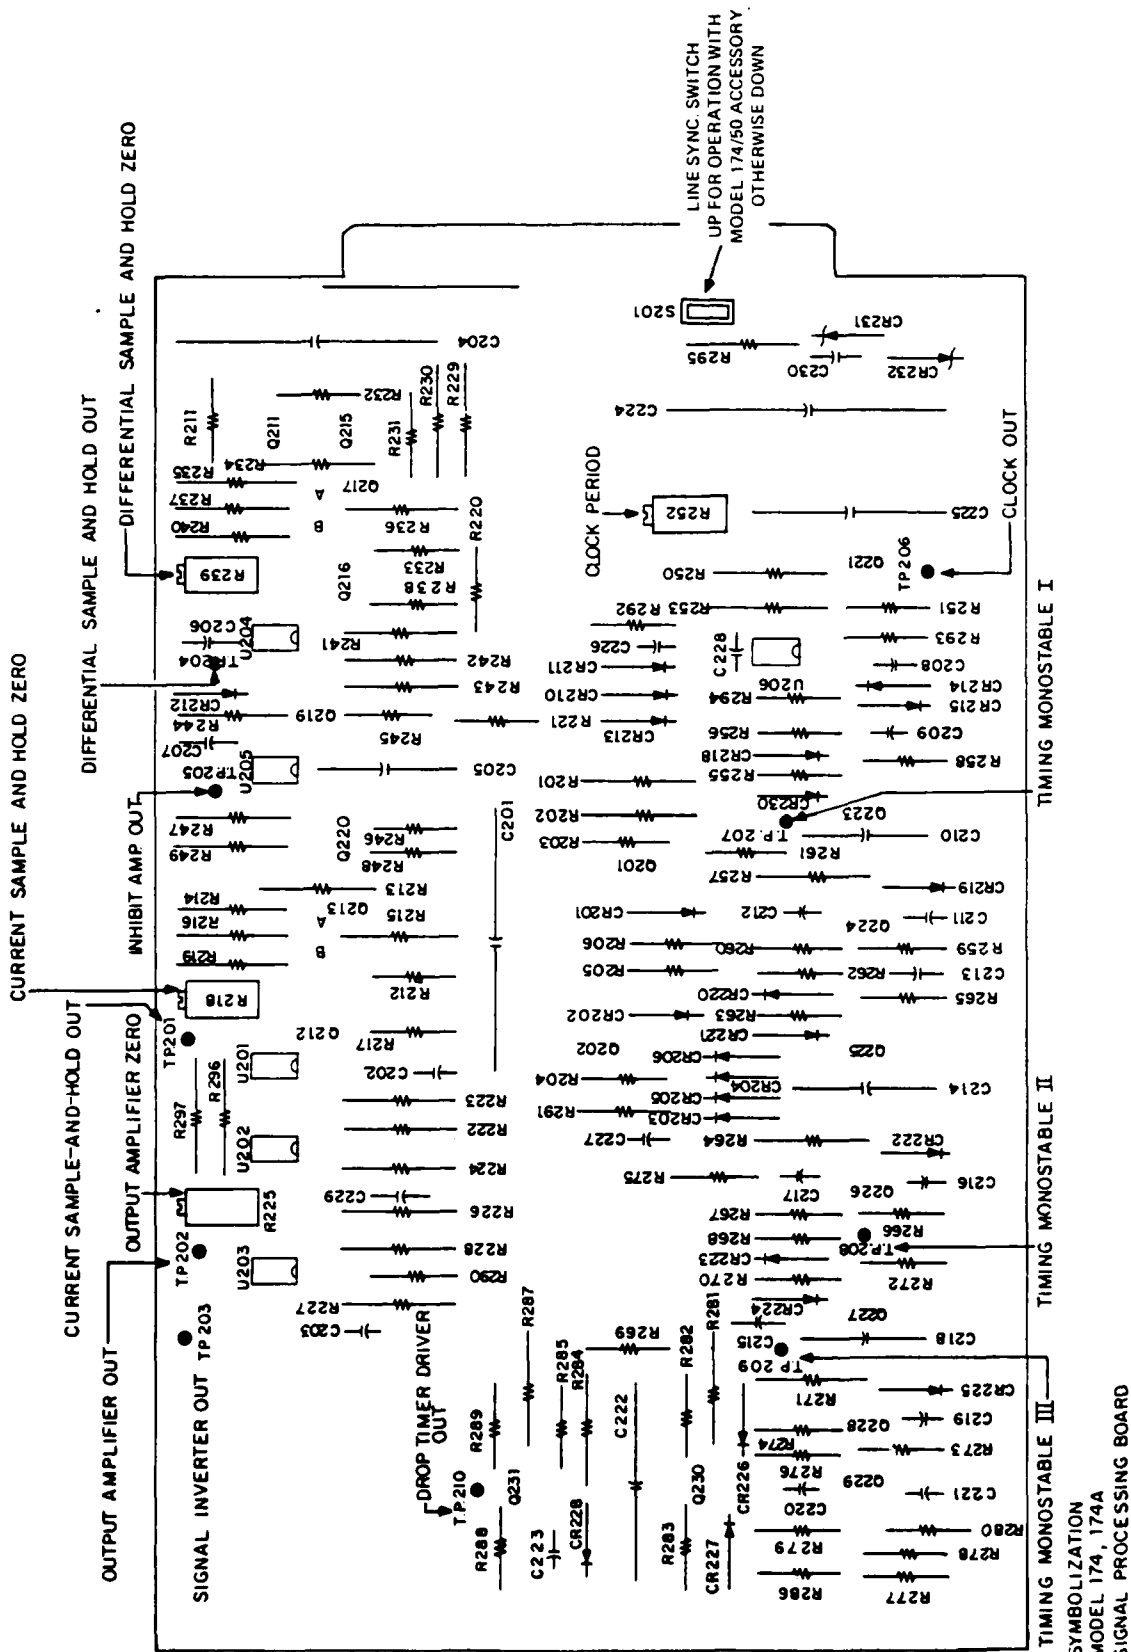 CURRENT SAMPLE AND HOLD ZERO
DIFFERENTIAL SAMPLE AND HOLD OUT
DIFFERENTIAL SAMPLE AND HOLD ZERO
CURRENT SAMPLE-AND-HOLD OUT
OUTPUT AMPLIFIER ZERO
OUTPUT AMPLIFIER OUT
INHIBIT AMP. OUT
SIGNAL INVERTER OUT TP203
T.P.202
TP201
T.P.205
T.P.204
R297
R296
R225
R218
R239
U203
U202
U201
U205
U204
R219
R216
R214
R249
R247
C207
R244
CR212
C206
R240
R237
R235
R234
R211
Q211
Q215
R232
C204
R231
R230
R229
A
B
Q217
R236
R233
R238
R220
Q216
R241
R242
R243
Q219
R245
C205
R221
Q220
R246
R248
C201
R213
Q213
A
B
R215
R212
Q212
R217
C202
R223
R222
R224
C229
R226
R228
R290
R227
C203
DROP TIMER DRIVER
OUT
T.P.210
R289
Q231
R288
R287
R285
R284
C223
CR228
C222
R269
R282
R281
Q230
R283
CR226
CR227
LINE SYNC. SWITCH
UP FOR OPERATION WITH
MODEL 174/50 ACCESSORY
OTHERWISE DOWN
S201
R295
CR231
C230
CR232
C224
CLOCK PERIOD
R252
C225
CLOCK OUT
TP206
Q221
R250
R253
R251
R292
C226
CR211
CR210
CR213
C228
U206
R293
C208
CR214
CR215
R294
R256
C209
CR218
R255
R258
CR230
R201
R202
R203
Q201
T.P.207
Q223
C210
R261
R257
CR219
CR201
C212
Q224
C211
R206
R260
R259
R205
R262
C213
CR220
R265
CR202
R263
CR221
Q202
CR206
Q225
R204
CR204
CR205
CR203
C214
R291
C227
R264
CR222
R275
C217
Q226
C216
R267
R266
R268
T.P.208
CR223
R270
R272
CR224
C215
Q227
C218
T.P.209
R271
CR225
Q228
C219
R274
R276
R273
Q229
C220
C221
R279
R280
R278
R286
R277
TIMING MONOSTABLE I
TIMING MONOSTABLE II
TIMING MONOSTABLE III
SYMBOLIZATION
MODEL 174, 174A
SIGNAL PROCESSING BOARD